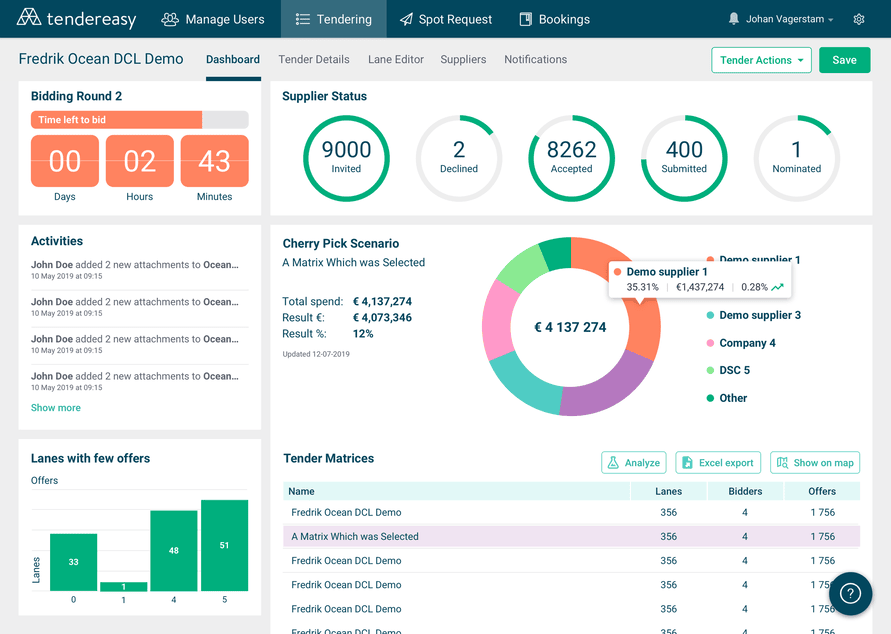 tendereasy
Manage Users
Tendering
Spot Request
Bookings
Johan Vagerstam
Fredrik Ocean DCL Demo
Dashboard
Tender Details
Lane Editor
Suppliers
Notifications
Tender Actions
Save
Bidding Round 2
Time left to bid
00 02 43
Days Hours Minutes
Supplier Status
9000
Invited
2
Declined
8262
Accepted
400
Submitted
1
Nominated
Activities
John Doe added 2 new attachments to Ocean...
10 May 2019 at 09:15
John Doe added 2 new attachments to Ocean...
10 May 2019 at 09:15
John Doe added 2 new attachments to Ocean...
10 May 2019 at 09:15
John Doe added 2 new attachments to Ocean...
10 May 2019 at 09:15
Show more
Cherry Pick Scenario
A Matrix Which was Selected
Total spend: € 4,137,274
Result €: € 4,073,346
Result %: 12%
Updated 12-07-2019
€ 4 137 274
Demo supplier 1
Demo supplier 1
35.31% €1,437,274 0.28%
Demo supplier 3
Company 4
DSC 5
Other
Lanes with few offers
Offers
Lanes
33 1 48 51
0 1 4 5
Tender Matrices
Analyze
Excel export
Show on map
Name Lanes Bidders Offers
Fredrik Ocean DCL Demo 356 4 1 756
A Matrix Which was Selected 356 4 1 756
Fredrik Ocean DCL Demo 356 4 1 756
Fredrik Ocean DCL Demo 356 4 1 756
Fredrik Ocean DCL Demo 356 4 1 756
Fredrik Ocean DCL Demo 356 4 1 756
?